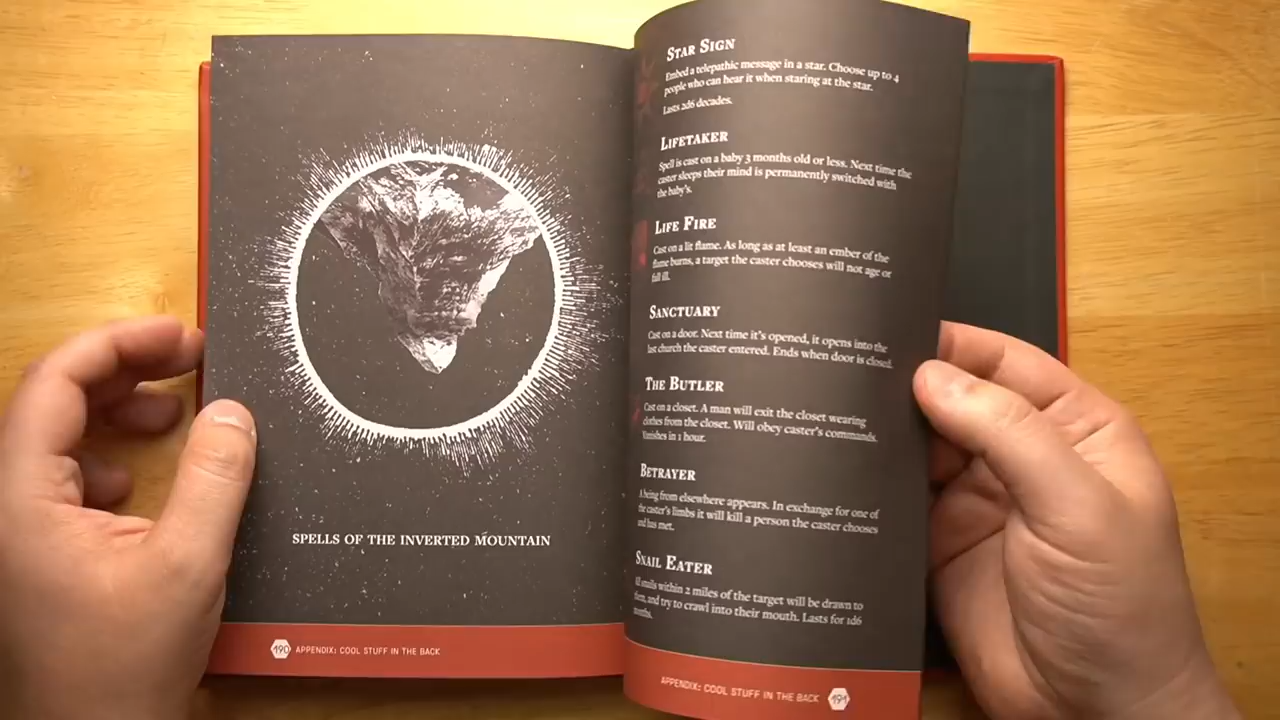 SPELLS OF THE INVERTED MOUNTAIN
190 APPENDIX: COOL STUFF IN THE BACK
STAR SIGN
Embed a telepathic message in a star. Choose up to 4
people who can hear it when staring at the star.
Lasts 2d6 decades.
LIFETAKER
Spell is cast on a baby 3 months old or less. Next time the
caster sleeps their mind is permanently switched with
the baby's.
LIFE FIRE
Cast on a lit flame. As long as at least an ember of the
flame burns, a target the caster chooses will not age or
fall ill.
SANCTUARY
Cast on a door. Next time it's opened, it opens into the
last church the caster entered. Ends when door is closed.
THE BUTLER
Cast on a closet. A man will exit the closet wearing
clothes from the closet. Will obey caster's commands.
Vanishes in 1 hour.
BETRAYER
A being from elsewhere appears. In exchange for one of
the caster's limbs it will kill a person the caster chooses
and has met.
SNAIL EATER
All snails within 2 miles of the target will be drawn to
them, and try to crawl into their mouth. Lasts for 1d6
months.
APPENDIX: COOL STUFF IN THE BACK 191